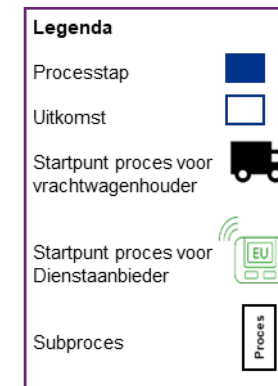 Legenda
Processtap
Uitkomst
Startpunt proces voor
vrachtwagenhouder
Startpunt proces voor
Dienstaanbieder
EU
Subproces
Proces